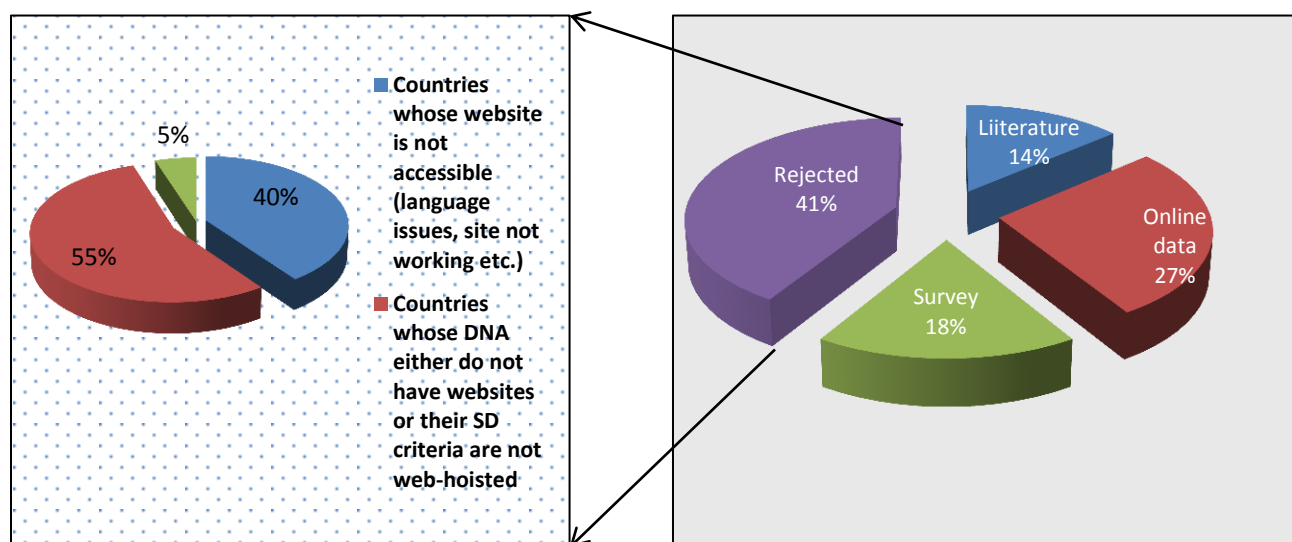 5%
40%
55%
Countries
whose website
is not
accessible
(language
issues, site not
working etc.)
Countries
whose DNA
either do not
have websites
or their SD
criteria are not
web-hoisted
Rejected
41%
Liiterature
14%
Online
data
27%
Survey
18%